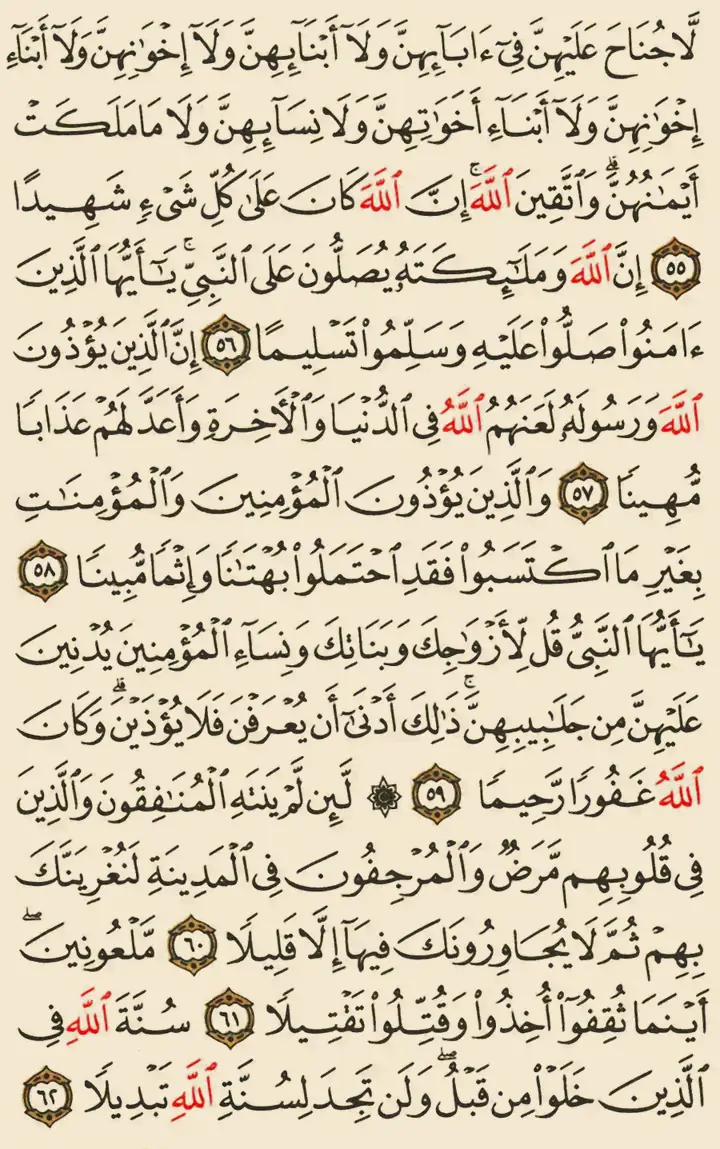 لَّا جُنَاحَ عَلَيْهِنَّ فِىٓ ءَابَآئِهِنَّ وَلَآ أَبْنَآئِهِنَّ وَلَآ إِخْوَٰنِهِنَّ وَلَآ أَبْنَآءِ
إِخْوَٰنِهِنَّ وَلَآ أَبْنَآءِ أَخَوَٰتِهِنَّ وَلَا نِسَآئِهِنَّ وَلَا مَا مَلَكَتْ
أَيْمَٰنُهُنَّۗ وَٱتَّقِينَ ٱللَّهَۚ إِنَّ ٱللَّهَ كَانَ عَلَىٰ كُلِّ شَىْءٍ شَهِيدًا
٥٥ إِنَّ ٱللَّهَ وَمَلَٰٓئِكَتَهُۥ يُصَلُّونَ عَلَى ٱلنَّبِىِّۚ يَٰٓأَيُّهَا ٱلَّذِينَ
ءَامَنُوا۟ صَلُّوا۟ عَلَيْهِ وَسَلِّمُوا۟ تَسْلِيمًا ٥٦ إِنَّ ٱلَّذِينَ يُؤْذُونَ
ٱللَّهَ وَرَسُولَهُۥ لَعَنَهُمُ ٱللَّهُ فِى ٱلدُّنْيَا وَٱلْءَاخِرَةِ وَأَعَدَّ لَهُمْ عَذَابًا
مُّهِينًا ٥٧ وَٱلَّذِينَ يُؤْذُونَ ٱلْمُؤْمِنِينَ وَٱلْمُؤْمِنَٰتِ
بِغَيْرِ مَا ٱكْتَسَبُوا۟ فَقَدِ ٱحْتَمَلُوا۟ بُهْتَٰنًا وَإِثْمًا مُّبِينًا ٥٨
يَٰٓأَيُّهَا ٱلنَّبِىُّ قُل لِّأَزْوَٰجِكَ وَبَنَاتِكَ وَنِسَآءِ ٱلْمُؤْمِنِينَ يُدْنِينَ
عَلَيْهِنَّ مِن جَلَٰبِيبِهِنَّۚ ذَٰلِكَ أَدْنَىٰٓ أَن يُعْرَفْنَ فَلَا يُؤْذَيْنَۗ وَكَانَ
ٱللَّهُ غَفُورًا رَّحِيمًا ٥٩ ۞ لَّئِن لَّمْ يَنتَهِ ٱلْمُنَٰفِقُونَ وَٱلَّذِينَ
فِى قُلُوبِهِم مَّرَضٌ وَٱلْمُرْجِفُونَ فِى ٱلْمَدِينَةِ لَنُغْرِيَنَّكَ
بِهِمْ ثُمَّ لَا يُجَاوِرُونَكَ فِيهَآ إِلَّا قَلِيلًا ٦٠ مَّلْعُونِينَۖ
أَيْنَمَا ثُقِفُوٓا۟ أُخِذُوا۟ وَقُتِّلُوا۟ تَقْتِيلًا ٦١ سُنَّةَ ٱللَّهِ فِى
ٱلَّذِينَ خَلَوْا۟ مِن قَبْلُۖ وَلَن تَجِدَ لِسُنَّةِ ٱللَّهِ تَبْدِيلًا ٦٢